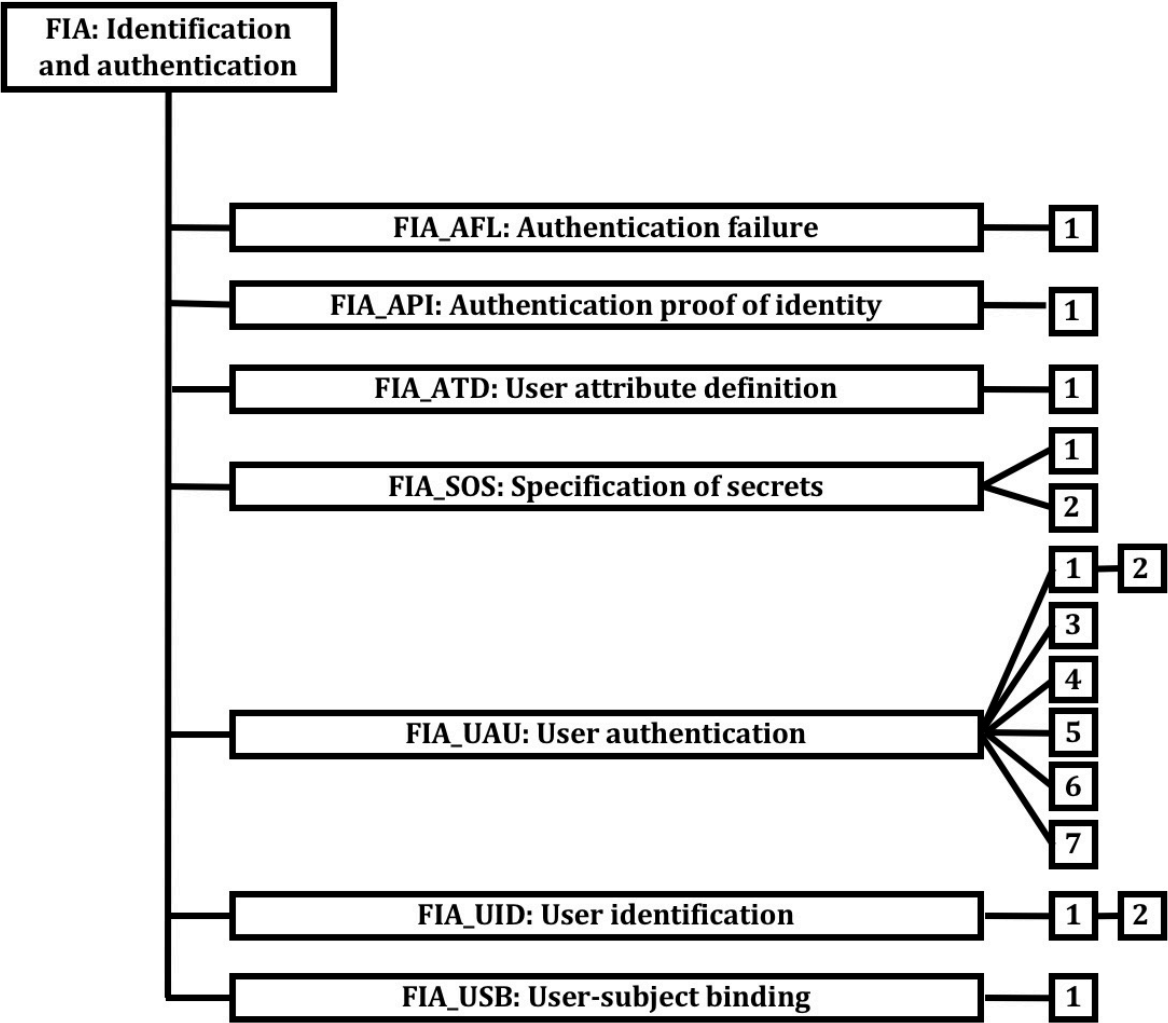 FIA: Identification
and authentication
FIA_AFL: Authentication failure
1
FIA_API: Authentication proof of identity
1
FIA_ATD: User attribute definition
1
FIA_SOS: Specification of secrets
1
2
FIA_UAU: User authentication
1 2
3
4
5
6
7
FIA_UID: User identification
1 2
FIA_USB: User-subject binding
1